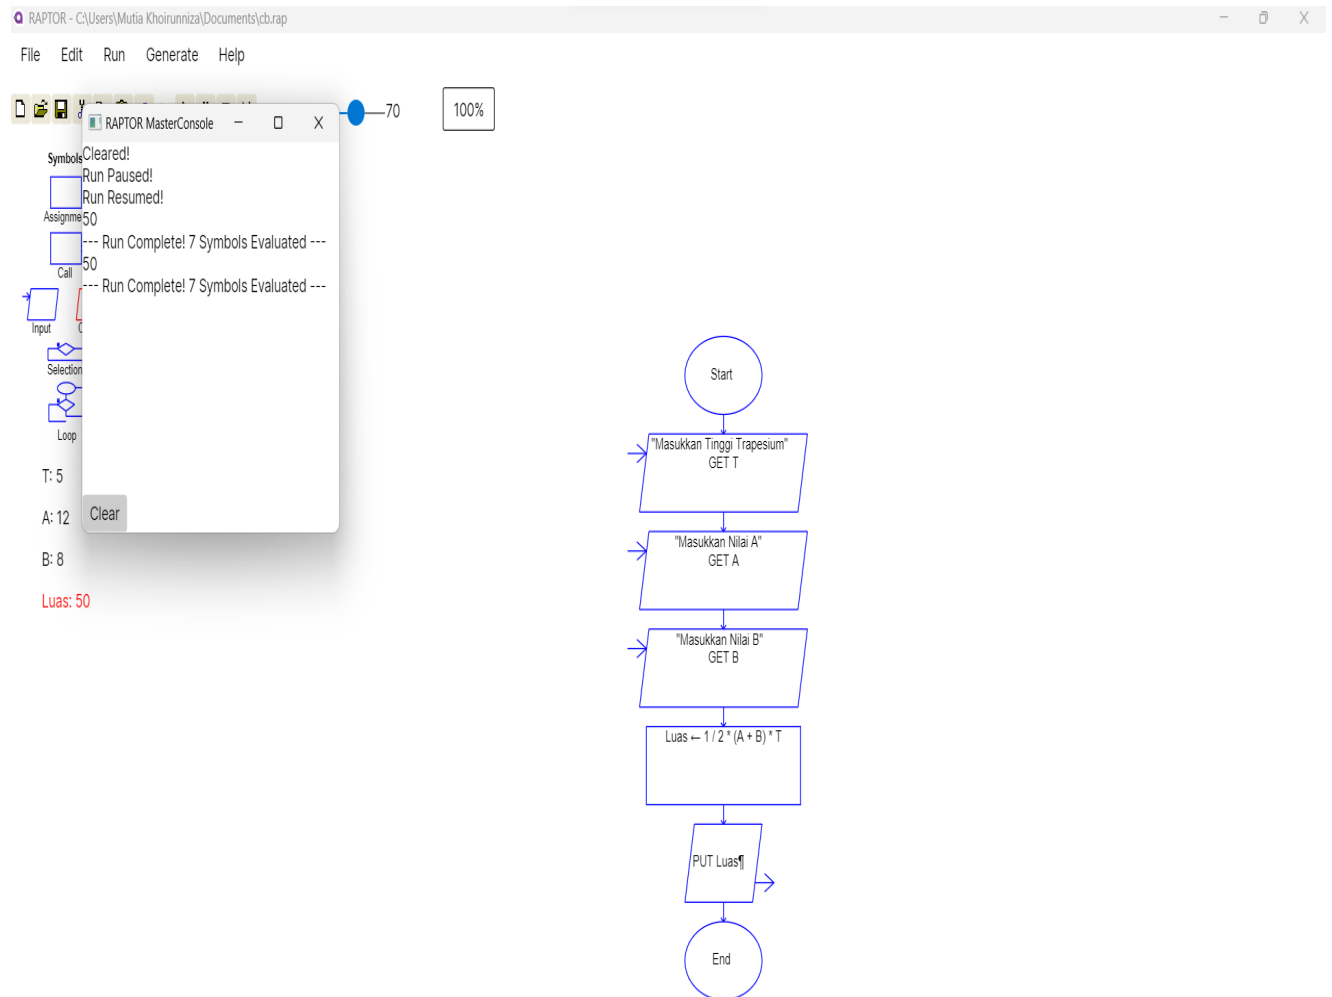 RAPTOR - C:\Users\Mutia Khoirunniza\Documents\cb.rap
File Edit Run Generate Help
70
100%
RAPTOR MasterConsole
Cleared!
Run Paused!
Run Resumed!
50
--- Run Complete! 7 Symbols Evaluated ---
50
--- Run Complete! 7 Symbols Evaluated ---
Clear
Symbols
Assignme
Call
Input
Selection
Loop
T: 5
A: 12
B: 8
Luas: 50
Start
"Masukkan Tinggi Trapesium"
GET T
"Masukkan Nilai A"
GET A
"Masukkan Nilai B"
GET B
Luas ← 1 / 2 * (A + B) * T
PUT Luas¶
End